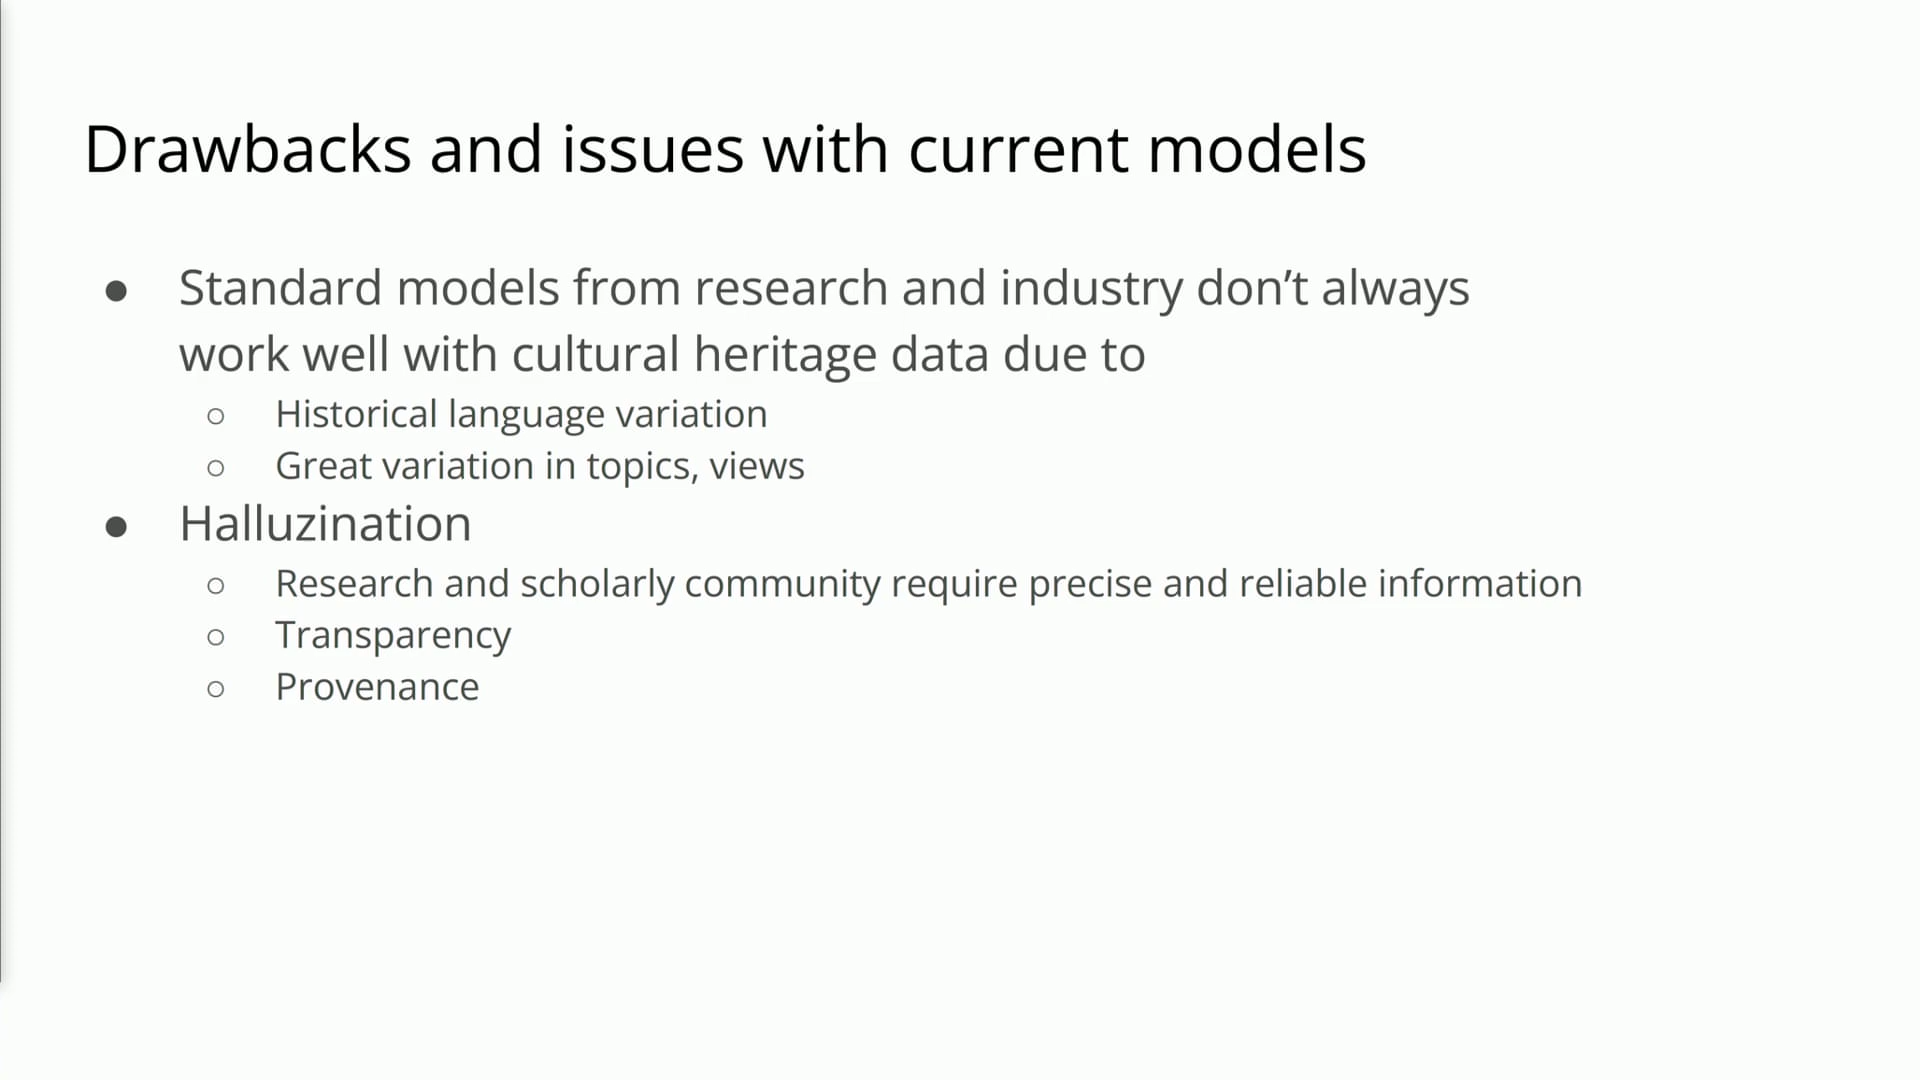 Drawbacks and issues with current models
● Standard models from research and industry don’t always
work well with cultural heritage data due to
○ Historical language variation
○ Great variation in topics, views
● Halluzination
○ Research and scholarly community require precise and reliable information
○ Transparency
○ Provenance